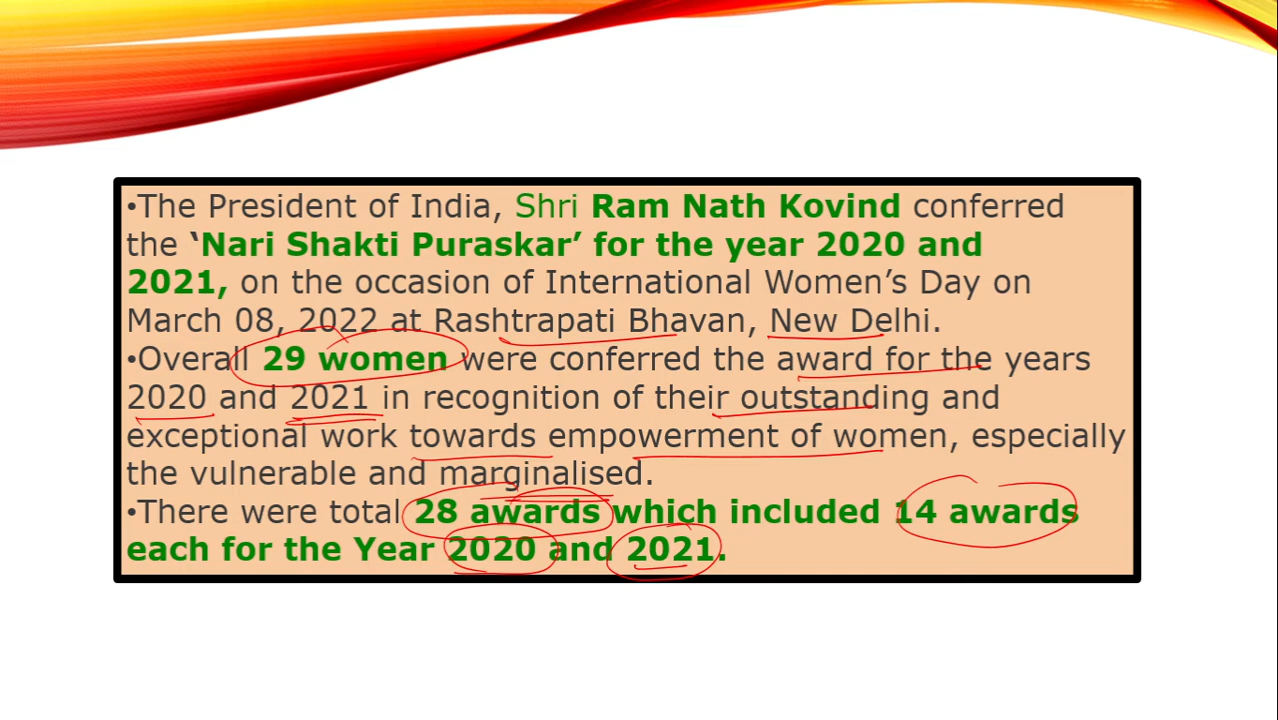 •The President of India, Shri Ram Nath Kovind conferred
the ‘Nari Shakti Puraskar’ for the year 2020 and
2021, on the occasion of International Women’s Day on
March 08, 2022 at Rashtrapati Bhavan, New Delhi.
•Overall 29 women were conferred the award for the years
2020 and 2021 in recognition of their outstanding and
exceptional work towards empowerment of women, especially
the vulnerable and marginalised.
•There were total 28 awards which included 14 awards
each for the Year 2020 and 2021.